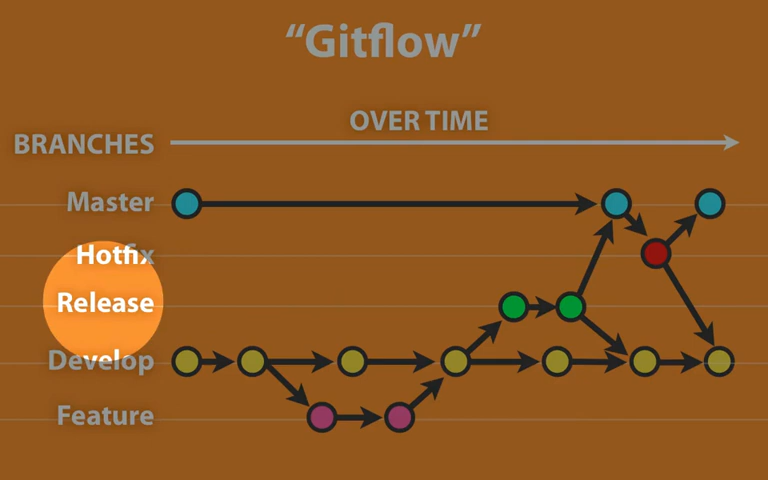 “Gitflow”
OVER TIME
BRANCHES
Master
Hotfix
Release
Develop
Feature